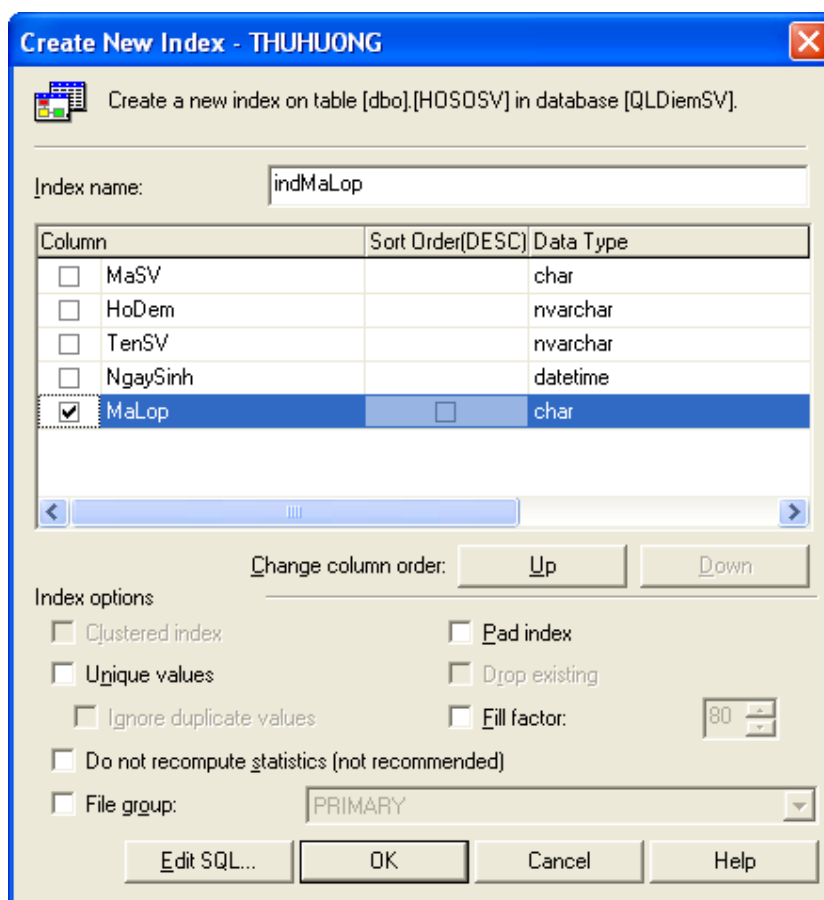 Create New Index - THUHUONG
Create a new index on table [dbo].[HOSOSV] in database [QLDiemSV].
Index name: indMaLop
Column Sort Order(DESC) Data Type
MaSV char
HoDem nvarchar
TenSV nvarchar
NgaySinh datetime
MaLop char
Change column order: Up Down
Index options
Clustered index Pad index
Unique values Drop existing
Ignore duplicate values Fill factor: 80
Do not recompute statistics (not recommended)
File group: PRIMARY
Edit SQL... OK Cancel Help